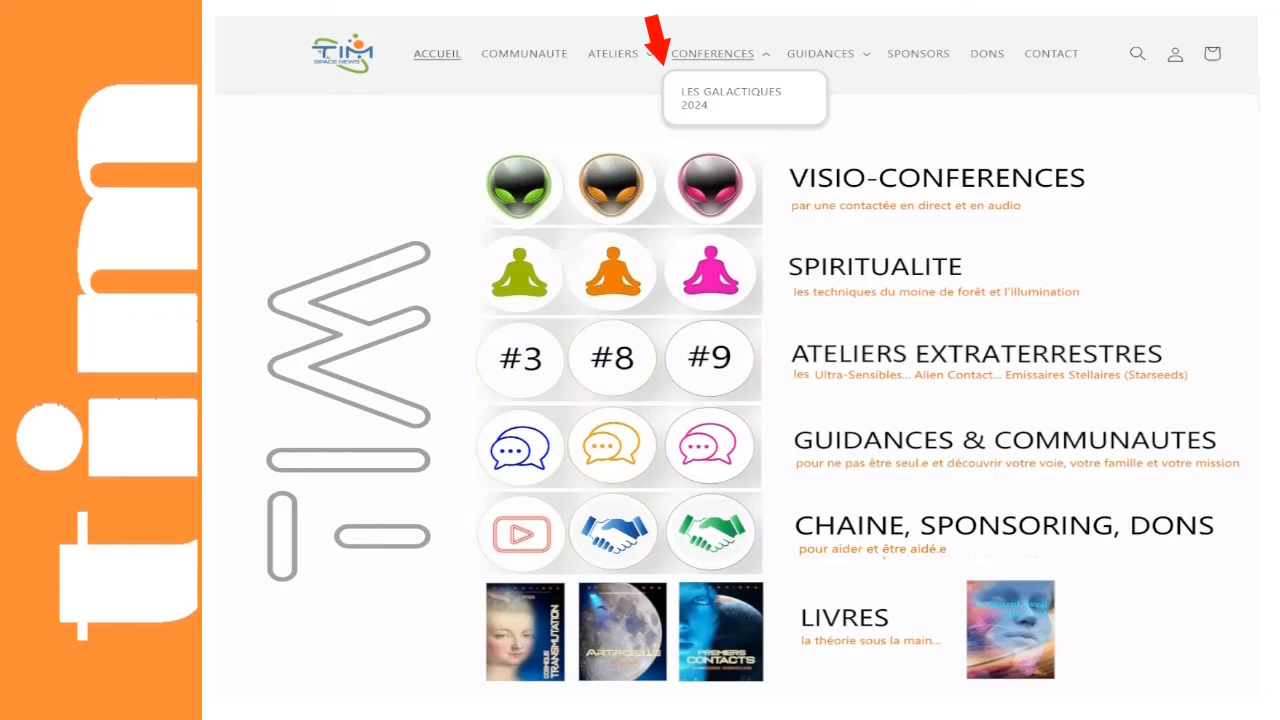 tim
TIM
SPACE NEWS
ACCUEIL COMMUNAUTE ATELIERS CONFERENCES GUIDANCES SPONSORS DONS CONTACT
LES GALACTIQUES
2024
TIM
VISIO-CONFERENCES
par une contactée en direct et en audio
SPIRITUALITE
les techniques du moine de forêt et l'illumination
#3 #8 #9
ATELIERS EXTRATERRESTRES
les Ultra-Sensibles... Alien Contact... Emissaires Stellaires (Starseeds)
GUIDANCES & COMMUNAUTES
pour ne pas être seul.e et découvrir votre voie, votre famille et votre mission
CHAINE, SPONSORING, DONS
pour aider et être aidé.e
COSMIQUE
TRANSMUTATION
ARTIFICIELLE
PREMIERS
CONTACTS
LIVRES
la théorie sous la main...